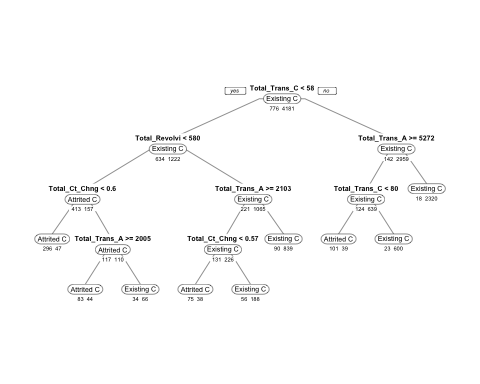 Total_Trans_C < 58
yes
no
Existing C
776 4181
Total_Revolvi < 580
Total_Trans_A >= 5272
Existing C
Existing C
634 1222
142 2959
Total_Ct_Chng < 0.6
Total_Trans_A >= 2103
Total_Trans_C < 80
Existing C
Attrited C
Existing C
Existing C
18 2320
413 157
221 1065
124 639
Attrited C
Total_Trans_A >= 2005
Total_Ct_Chng < 0.57
Existing C
Attrited C
Existing C
296 47
Attrited C
Existing C
90 839
101 39
23 600
117 110
131 226
Attrited C
Existing C
Attrited C
Existing C
83 44
34 66
75 38
56 188